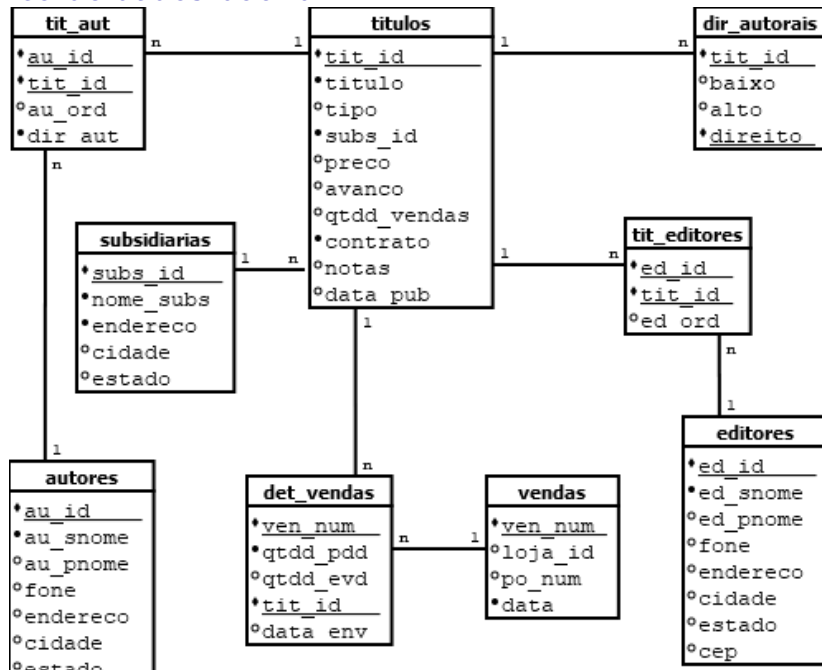 tit_aut
au_id
tit_id
au_ord
dir_aut
n
1
titulos
tit_id
titulo
tipo
subs_id
preco
avanco
qtdd_vendas
contrato
notas
data_pub
1
n
dir_autorais
tit_id
baixo
alto
direito
n
subsidiarias
subs_id
nome_subs
endereco
cidade
estado
1
n
1
n
tit_editores
ed_id
tit_id
ed_ord
1
n
n
1
1
autores
au_id
au_snome
au_pnome
fone
endereco
cidade
estado
n
det_vendas
ven_num
qtdd_pdd
qtdd_evd
tit_id
data_env
n
1
vendas
ven_num
loja_id
po_num
data
editores
ed_id
ed_snome
ed_pnome
fone
endereco
cidade
estado
cep